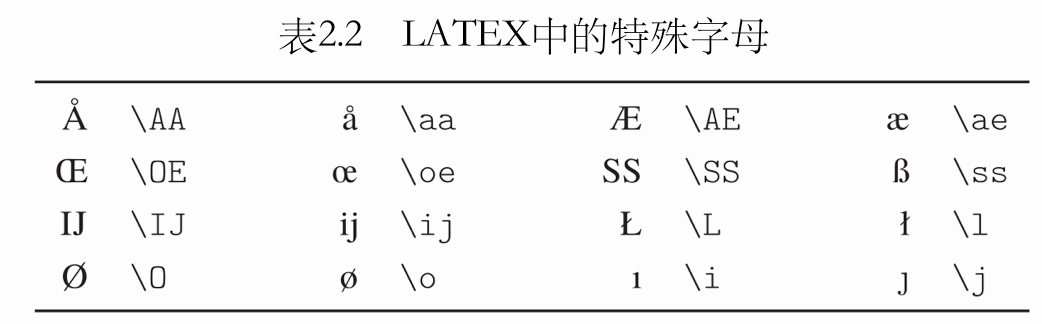 表2.2 LATEX中的特殊字母
Å \AA å \aa Æ \AE æ \ae
Œ \OE œ \oe SS \SS ß \ss
IJ \IJ ij \ij Ł \L ł \l
Ø \O ø \o ı \i ȷ \j